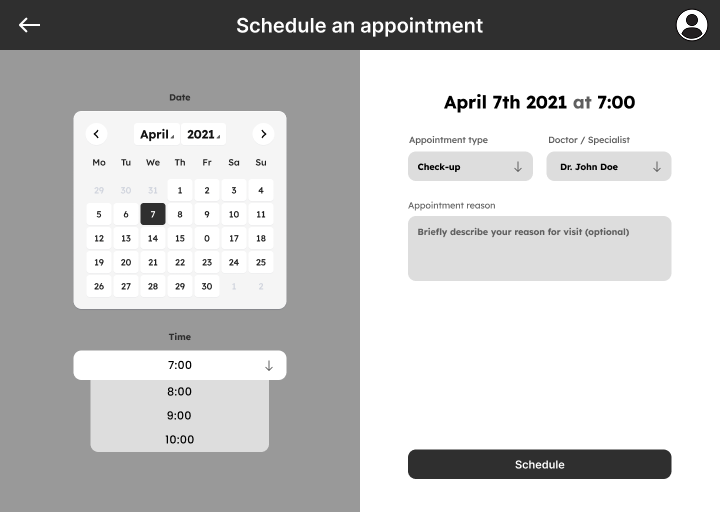 Schedule an appointment
Date
April 2021
Mo Tu We Th Fr Sa Su
29 30 31 1 2 3 4
5 6 7 8 9 10 11
12 13 14 15 0 17 18
19 20 21 22 23 24 25
26 27 28 29 30 1 2
Time
7:00
8:00
9:00
10:00
April 7th 2021 at 7:00
Appointment type Doctor / Specialist
Check-up Dr. John Doe
Appointment reason
Briefly describe your reason for visit (optional)
Schedule